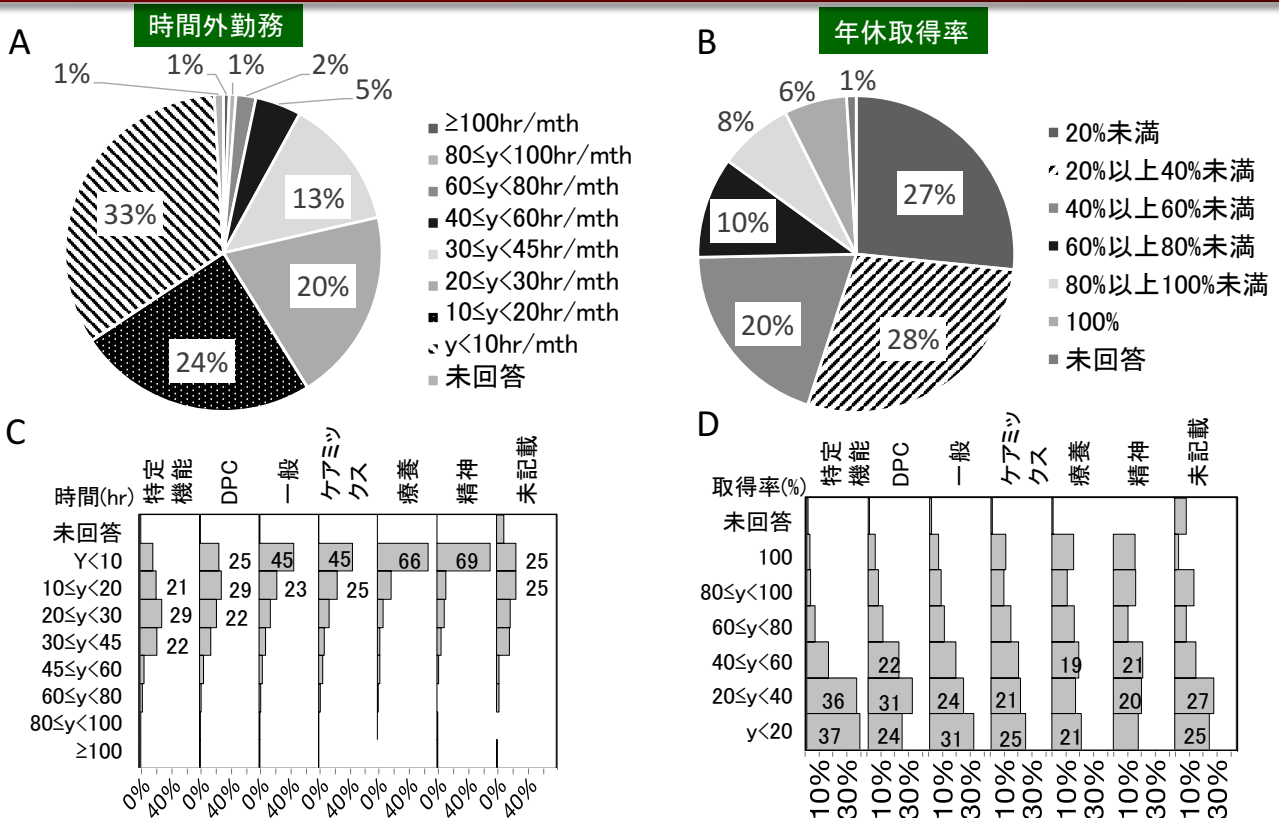 時間外勤務
年休取得率
A
B
1%
1%
1%
2%
5%
13%
20%
24%
33%
≥100hr/mth
80≤y<100hr/mth
60≤y<80hr/mth
40≤y<60hr/mth
30≤y<45hr/mth
20≤y<30hr/mth
10≤y<20hr/mth
y<10hr/mth
未回答
8%
6%
1%
27%
10%
20%
28%
20%未満
20%以上40%未満
40%以上60%未満
60%以上80%未満
80%以上100%未満
100%
未回答
C
時間(hr)
特定
機能
DPC
一般
ケアミッ
クス
療養
精神
未記載
未回答
Y<10 25 45 45 66 69 25
10≤y<20 21 29 23 25 25
20≤y<30 29 22
30≤y<45 22
45≤y<60
60≤y<80
80≤y<100
≥100
0% 40% 0% 40% 0% 40% 0% 40% 0% 40% 0% 40% 0% 40%
D
取得率(%)
特定
機能
DPC
一般
ケアミッ
クス
療養
精神
未記載
未回答
100
80≤y<100
60≤y<80
40≤y<60 22 19 21
20≤y<40 36 31 24 21 20 27
y<20 37 24 31 25 21 25
10% 30% 10% 30% 10% 30% 10% 30% 10% 30% 10% 30% 10% 30%